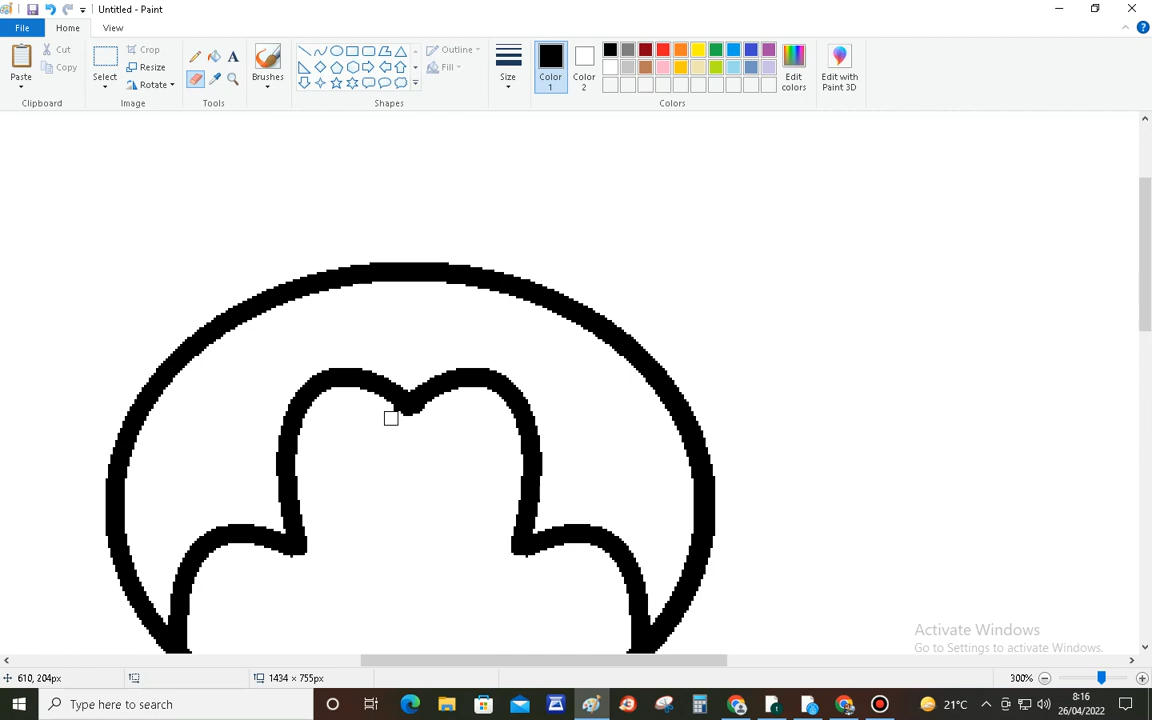 Untitled - Paint
File Home View
Paste
Cut
Copy
Clipboard
Select
Crop
Resize
Rotate
Image
A
Tools
Brushes
Shapes
Outline
Fill
Size
Color 1
Color 2
Edit colors
Colors
Edit with Paint 3D
Activate Windows
Go to Settings to activate Windows.
610, 204px
1434 × 755px
300%
Type here to search
21°C
8:16
26/04/2022